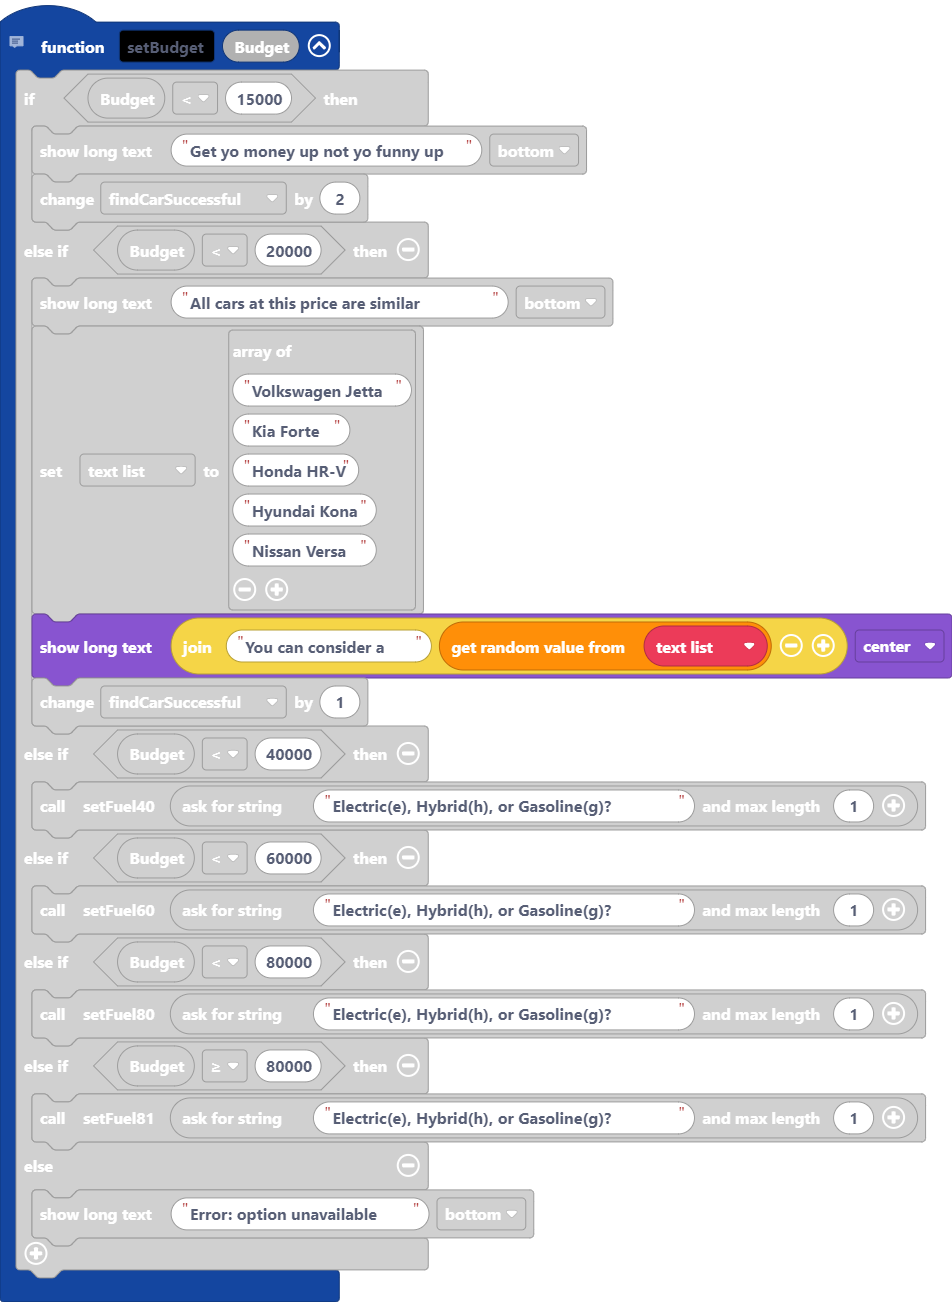 function setBudget Budget
if Budget < 15000 then
show long text "Get yo money up not yo funny up" bottom
change findCarSuccessful by 2
else if Budget < 20000 then
show long text "All cars at this price are similar" bottom
array of
"Volkswagen Jetta"
"Kia Forte"
"Honda HR-V"
set text list to
"Hyundai Kona"
"Nissan Versa"
show long text join "You can consider a" get random value from text list center
change findCarSuccessful by 1
else if Budget < 40000 then
call setFuel40 ask for string "Electric(e), Hybrid(h), or Gasoline(g)?" and max length 1
else if Budget < 60000 then
call setFuel60 ask for string "Electric(e), Hybrid(h), or Gasoline(g)?" and max length 1
else if Budget < 80000 then
call setFuel80 ask for string "Electric(e), Hybrid(h), or Gasoline(g)?" and max length 1
else if Budget ≥ 80000 then
call setFuel81 ask for string "Electric(e), Hybrid(h), or Gasoline(g)?" and max length 1
else
show long text "Error: option unavailable" bottom